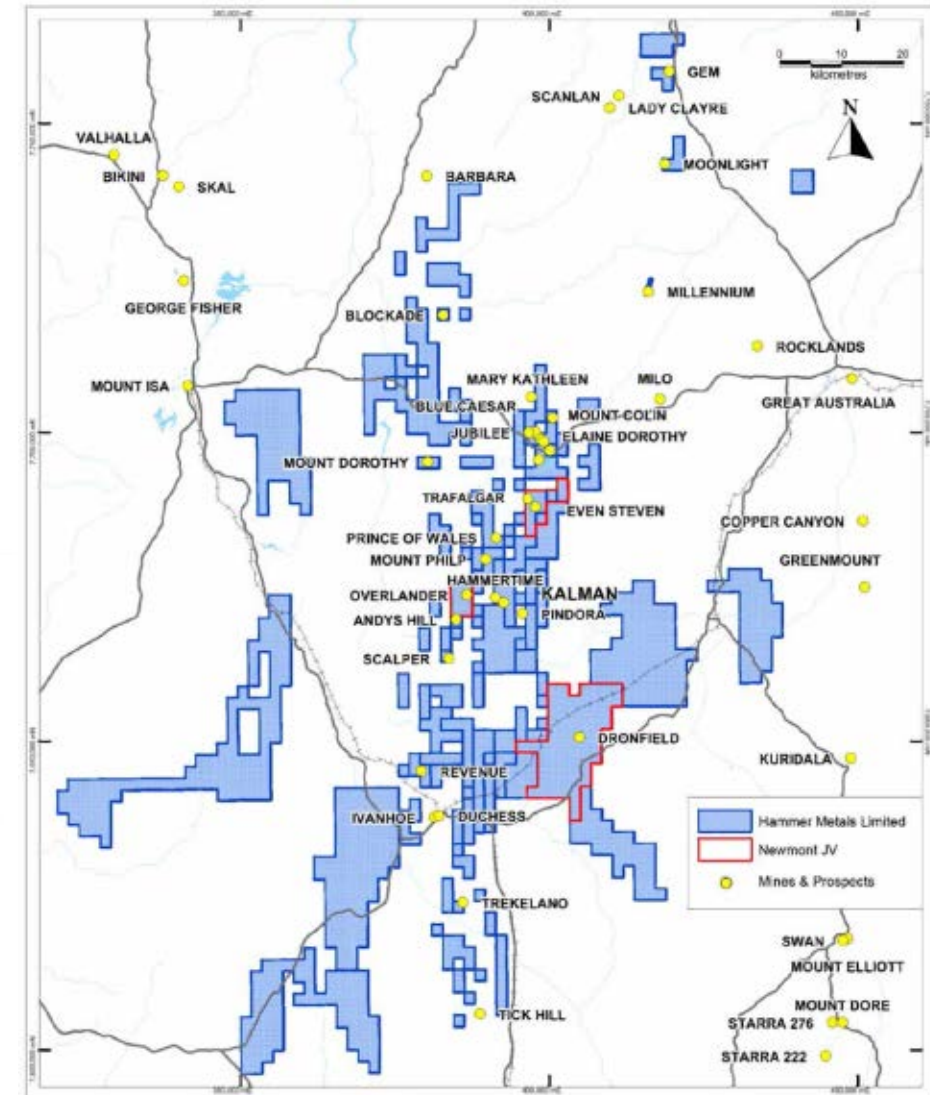 0 10 20
kilometres
N
GEM
SCANLAN
LADY CLAYRE
VALHALLA
MOONLIGHT
BIKINI
SKAL
BARBARA
GEORGE FISHER
MILLENNIUM
BLOCKADE
ROCKLANDS
MOUNT ISA
MARY KATHLEEN
MILO
BLUE CAESAR
GREAT AUSTRALIA
MOUNT COLIN
JUBILEE
ELAINE DOROTHY
MOUNT DOROTHY
TRAFALGAR
EVEN STEVEN
COPPER CANYON
PRINCE OF WALES
MOUNT PHILP
GREENMOUNT
HAMMERTIME
OVERLANDER
KALMAN
ANDYS HILL
PINDORA
SCALPER
DRONFIELD
KURIDALA
REVENUE
IVANHOE
DUCHESS
Hammer Metals Limited
Newmont JV
Mines & Prospects
TREKELANO
SWAN
MOUNT ELLIOTT
MOUNT DORE
TICK HILL
STARRA 276
STARRA 222